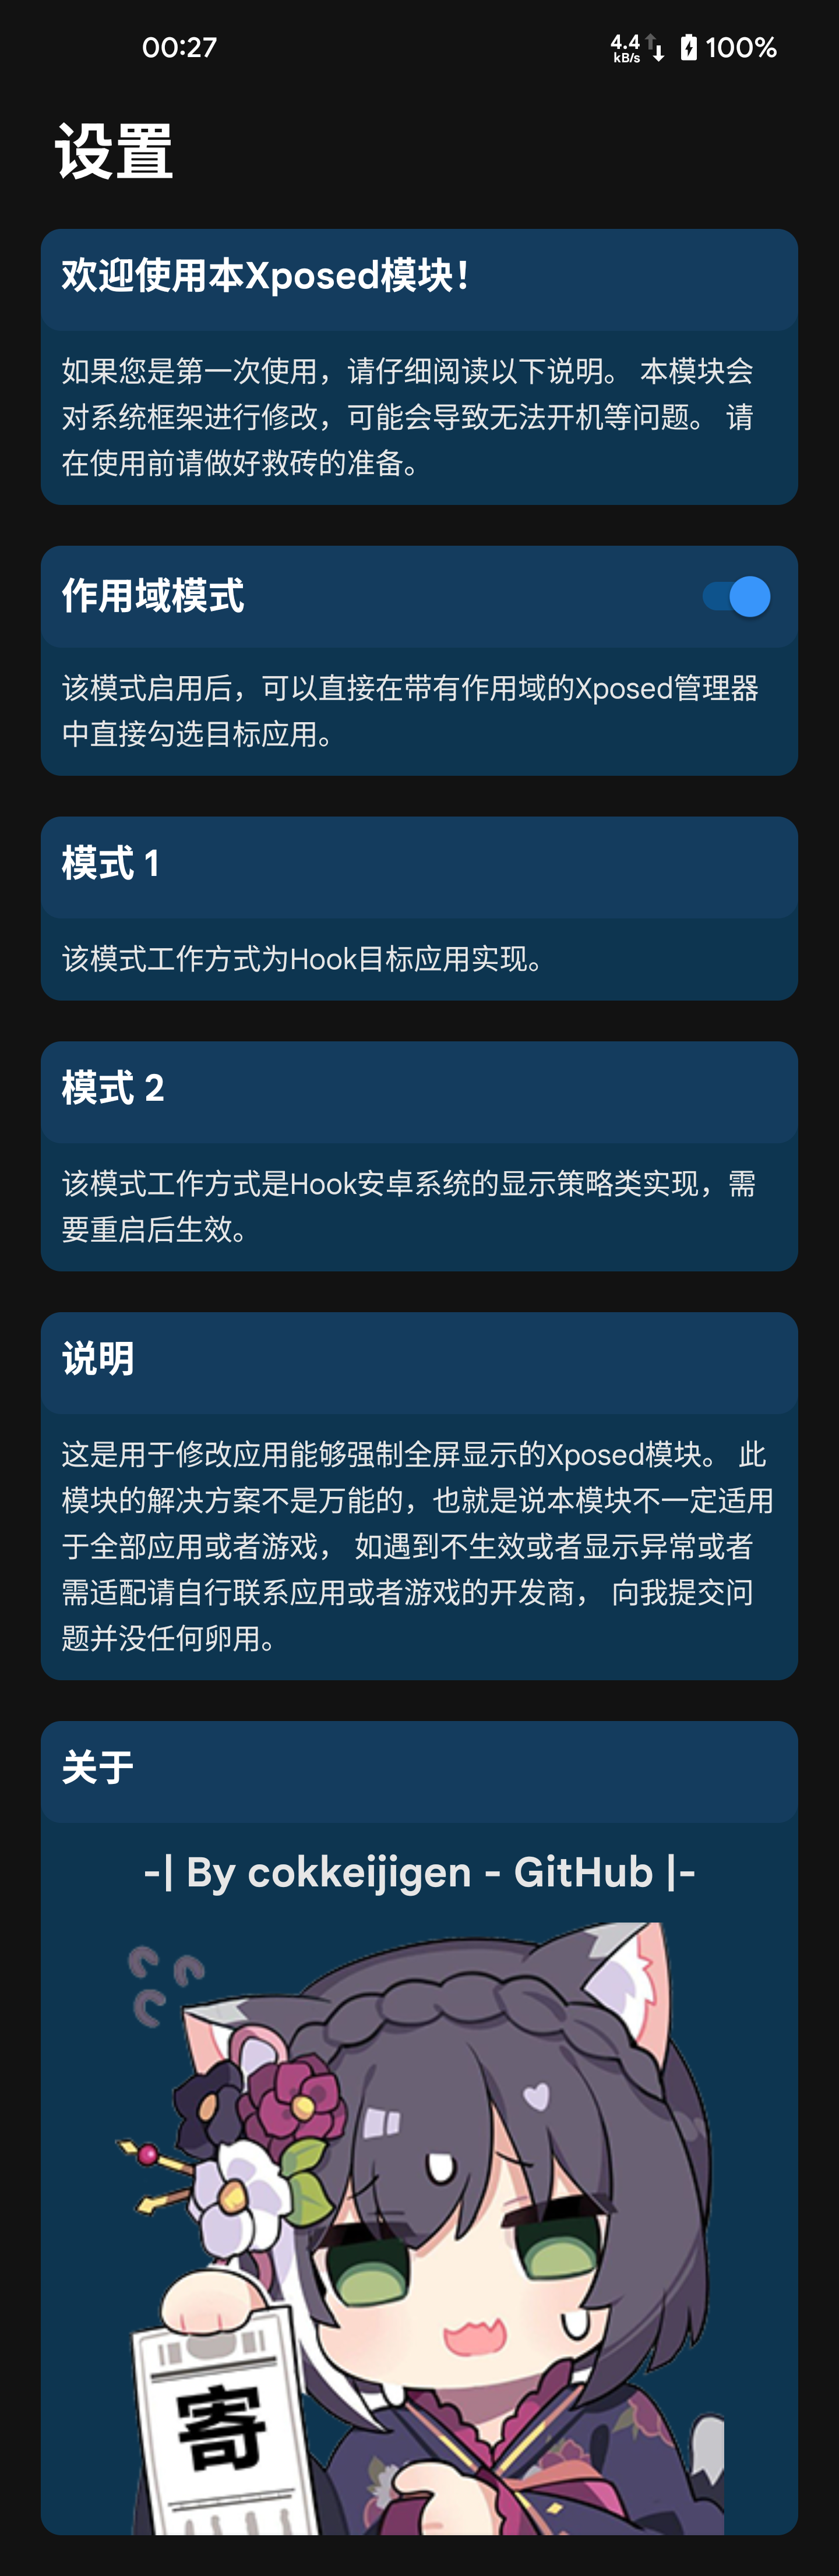 00:27
4.4 kB/s 100%
设置
欢迎使用本Xposed模块！
如果您是第一次使用，请仔细阅读以下说明。 本模块会
对系统框架进行修改，可能会导致无法开机等问题。 请
在使用前请做好救砖的准备。
作用域模式
该模式启用后，可以直接在带有作用域的Xposed管理器
中直接勾选目标应用。
模式 1
该模式工作方式为Hook目标应用实现。
模式 2
该模式工作方式是Hook安卓系统的显示策略类实现，需
要重启后生效。
说明
这是用于修改应用能够强制全屏显示的Xposed模块。 此
模块的解决方案不是万能的，也就是说本模块不一定适用
于全部应用或者游戏， 如遇到不生效或者显示异常或者
需适配请自行联系应用或者游戏的开发商， 向我提交问
题并没任何卵用。
关于
-| By cokkeijigen - GitHub |-
寄